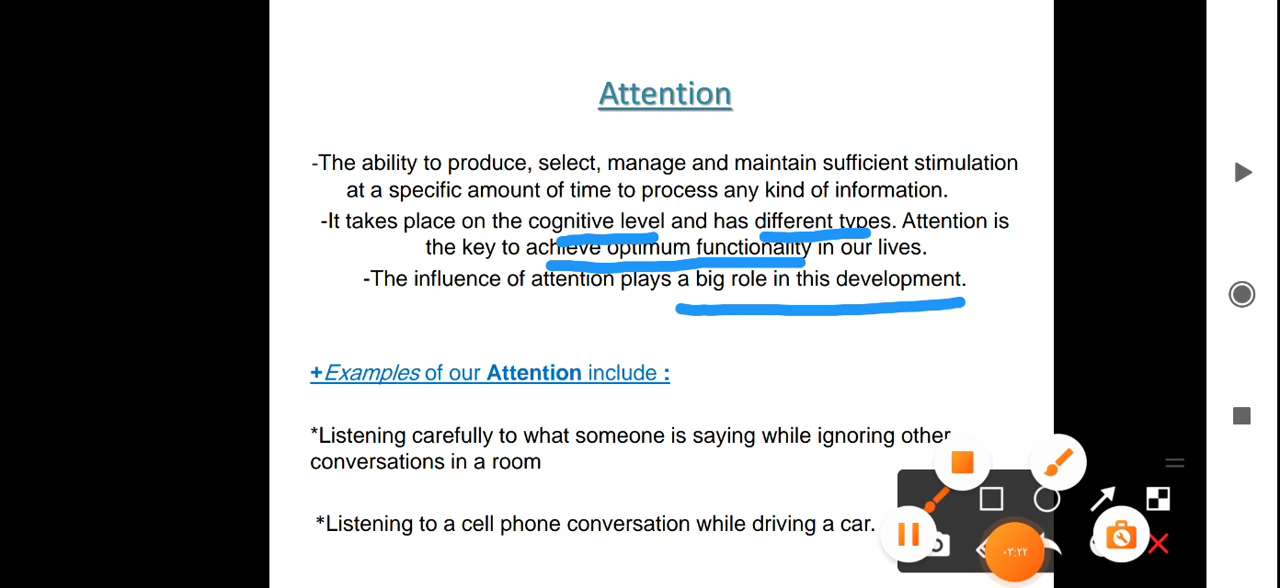 Attention
-The ability to produce, select, manage and maintain sufficient stimulation
at a specific amount of time to process any kind of information.
-It takes place on the cognitive level and has different types. Attention is
the key to achieve optimum functionality in our lives.
-The influence of attention plays a big role in this development.
+Examples of our Attention include :
*Listening carefully to what someone is saying while ignoring other
conversations in a room
*Listening to a cell phone conversation while driving a car.
٠٣:٢٢